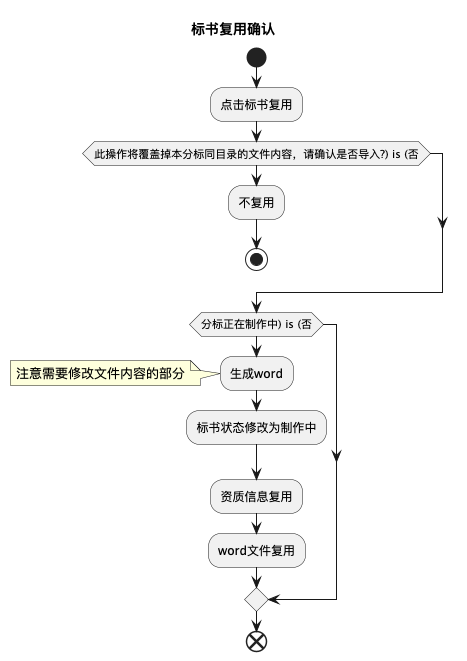 标书复用确认
点击标书复用
此操作将覆盖掉本分标同目录的文件内容，请确认是否导入?) is (否
不复用
分标正在制作中) is (否
注意需要修改文件内容的部分
生成word
标书状态修改为制作中
资质信息复用
word文件复用